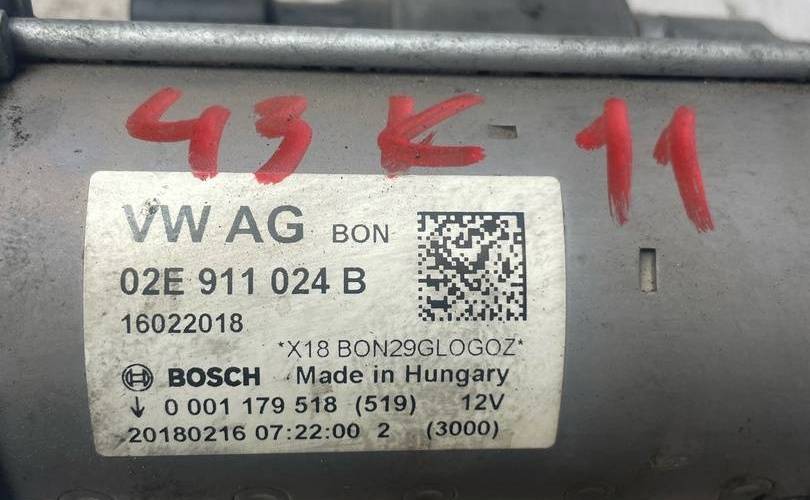 43 K 11
VW AG BON
02E 911 024 B
16022018
*X18 BON29GLOGOZ*
BOSCH Made in Hungary
↓ 0 001 179 518 (519) 12V
20180216 07:22:00 2 (3000)